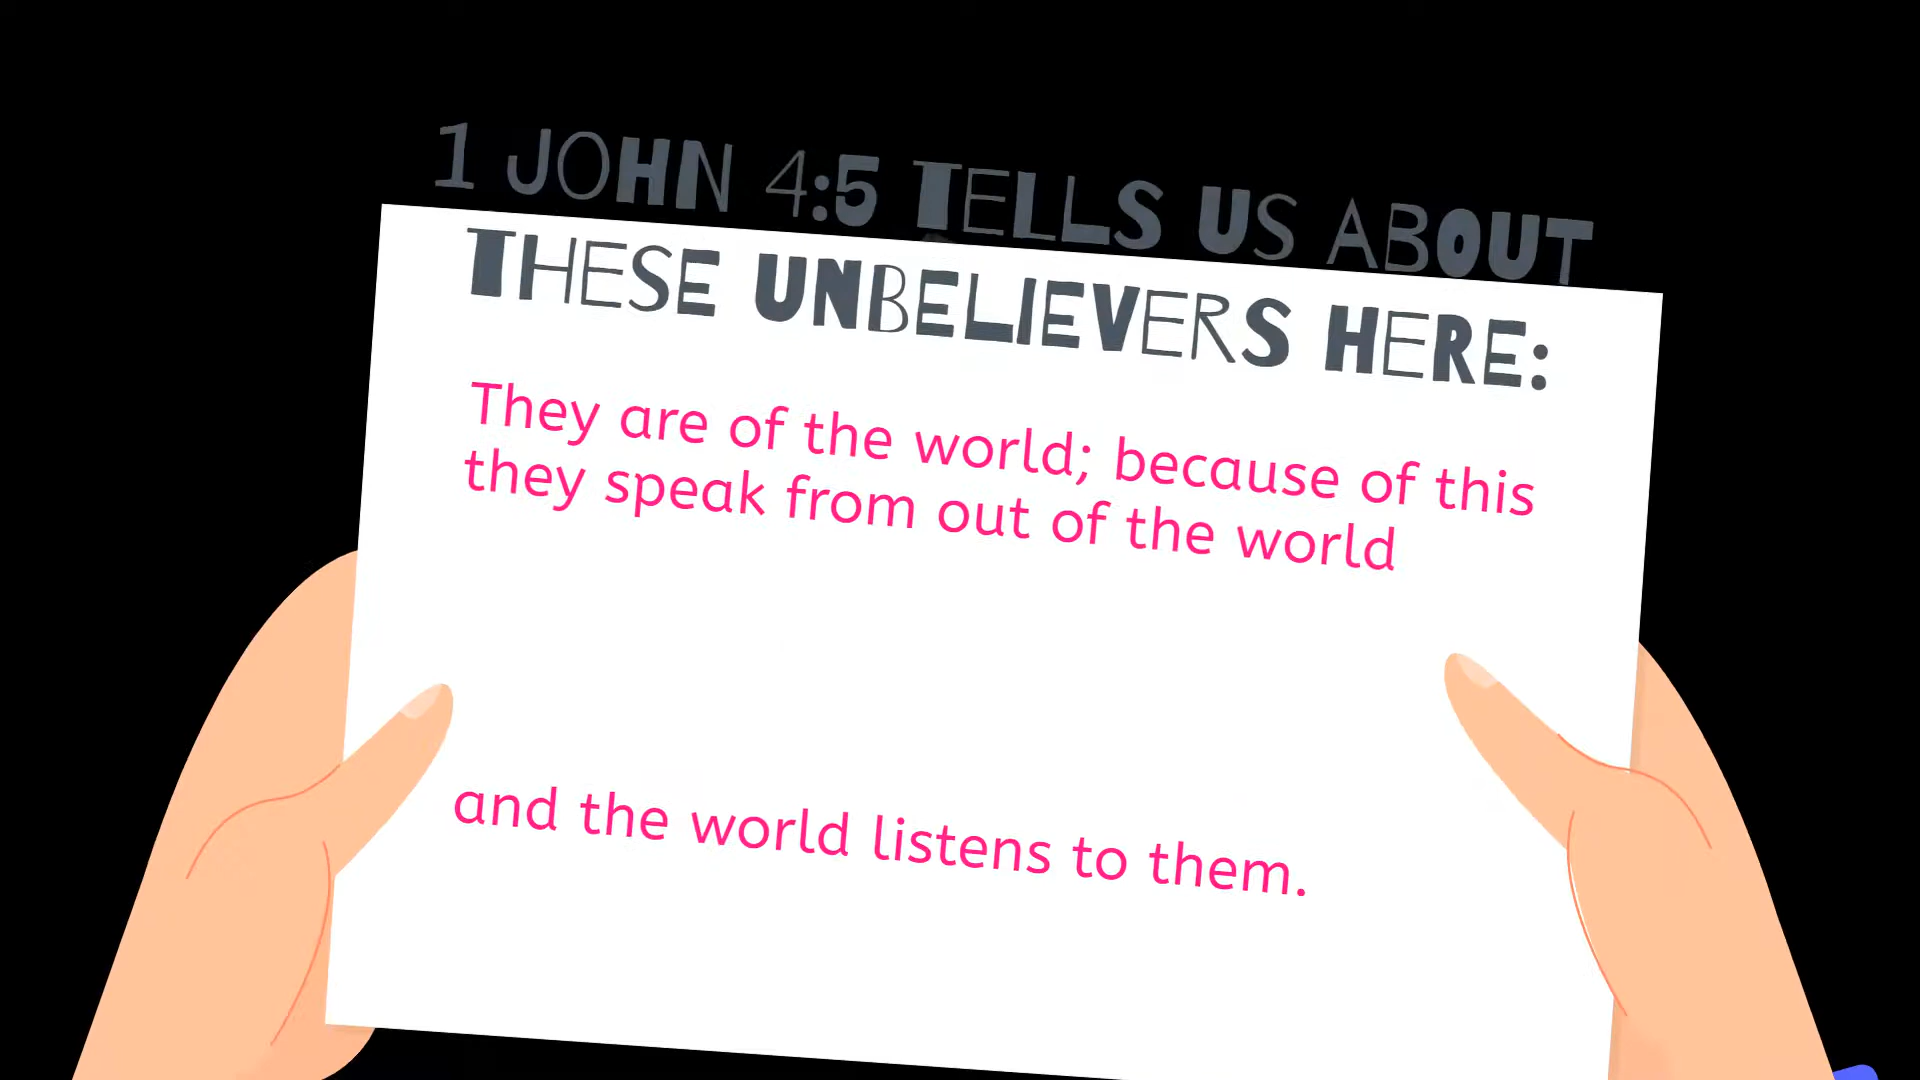 1 JOHN 4:5 TELLS US ABOUT
THESE UNBELIEVERS HERE:
They are of the world; because of this
they speak from out of the world
and the world listens to them.